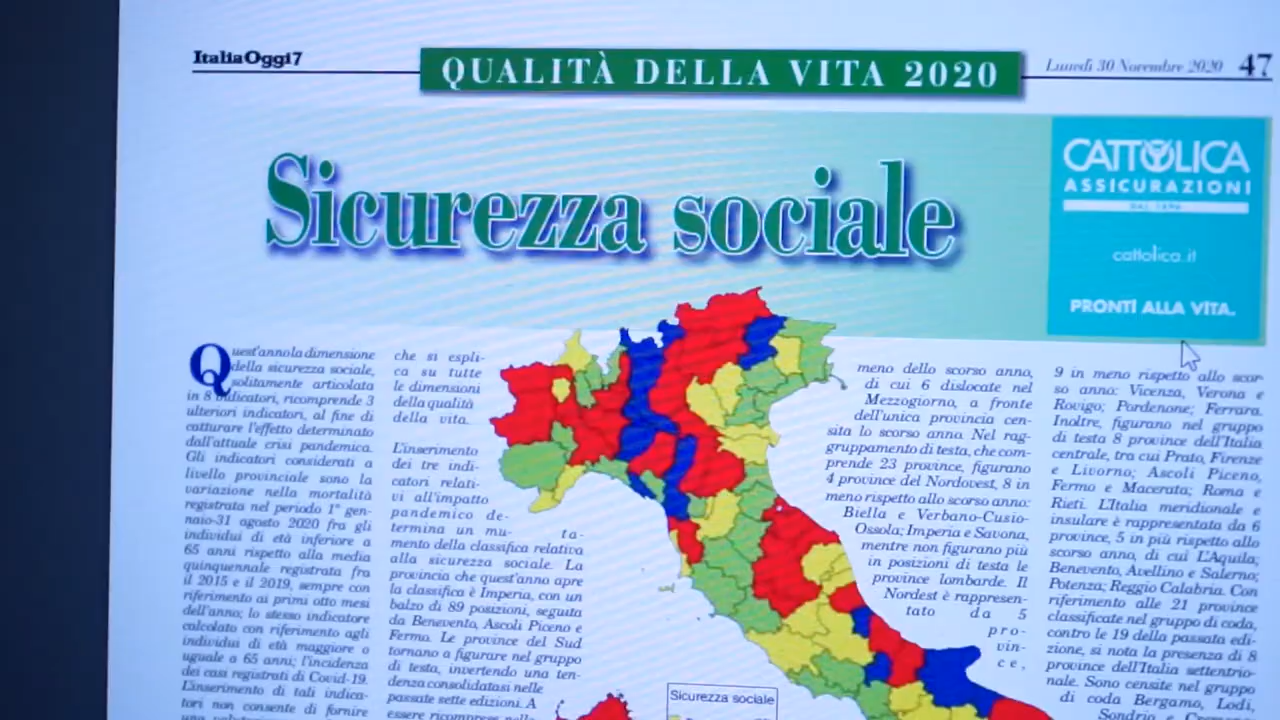 ItaliaOggi7
QUALITÀ DELLA VITA 2020
Lunedì 30 Novembre 2020 47
Sicurezza sociale
CATTOLICA
ASSICURAZIONI
DAL 1896
cattolica.it
PRONTI ALLA VITA.
Quest'anno la dimensione
della sicurezza sociale,
solitamente articolata
in 8 indicatori, ricomprende 3
ulteriori indicatori, al fine di
catturare l'effetto determinato
dall'attuale crisi pandemica.
Gli indicatori considerati a
livello provinciale sono la
variazione nella mortalità
registrata nel periodo 1° gen-
naio-31 agosto 2020 fra gli
individui di età inferiore a
65 anni rispetto alla media
quinquennale registrata fra
il 2015 e il 2019, sempre con
riferimento ai primi otto mesi
dell'anno; lo stesso indicatore
calcolato con riferimento agli
individui di età maggiore o
uguale a 65 anni; l'incidenza
dei casi registrati di Covid-19.
L'inserimento di tali indica-
tori non consente di fornire
che si espli-
ca su tutte
le dimensioni
della qualità
della vita.
L'inserimento
dei tre indi-
catori relati-
vi all'impatto
pandemico de-
termina un mu- ta-
mento della classifica relativa
alla sicurezza sociale. La
provincia che quest'anno apre
la classifica è Imperia, con un
balzo di 89 posizioni, seguita
da Benevento, Ascoli Piceno e
Fermo. Le province del Sud
tornano a figurare nel gruppo
di testa, invertendo una ten-
denza consolidatasi nelle
passate sette edizioni. A
essere ricomprese nella
Sicurezza sociale
meno dello scorso anno,
di cui 6 dislocate nel
Mezzogiorno, a fronte
dell'unica provincia cen-
sita lo scorso anno. Nel rag-
gruppamento di testa, che com-
prende 23 province, figurano
4 province del Nordovest, 8 in
meno rispetto allo scorso anno:
Biella e Verbano-Cusio-
Ossola; Imperia e Savona,
mentre non figurano più
in posizioni di testa le
province lombarde. Il
Nordest è rappresen-
tato da 5
pro-
vin-
ce,
9 in meno rispetto allo scor-
so anno: Vicenza, Verona e
Rovigo; Pordenone; Ferrara.
Inoltre, figurano nel gruppo
di testa 8 province dell'Italia
centrale, tra cui Prato, Firenze
e Livorno; Ascoli Piceno,
Fermo e Macerata; Roma e
Rieti. L'Italia meridionale e
insulare è rappresentata da 6
province, 5 in più rispetto allo
scorso anno, di cui L'Aquila;
Benevento, Avellino e Salerno;
Potenza; Reggio Calabria. Con
riferimento alle 21 province
classificate nel gruppo di coda,
contro le 19 della passata edi-
zione, si nota la presenza di 8
province dell'Italia settentrio-
nale. Sono censite nel gruppo
di coda Bergamo, Lodi,